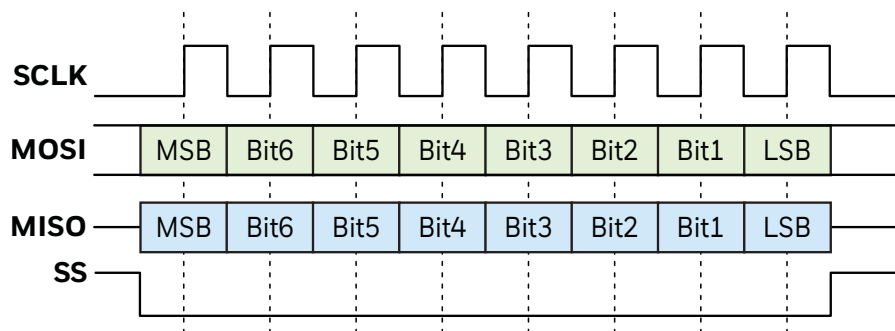 SCLK
MOSI MSB Bit6 Bit5 Bit4 Bit3 Bit2 Bit1 LSB
MISO MSB Bit6 Bit5 Bit4 Bit3 Bit2 Bit1 LSB
SS